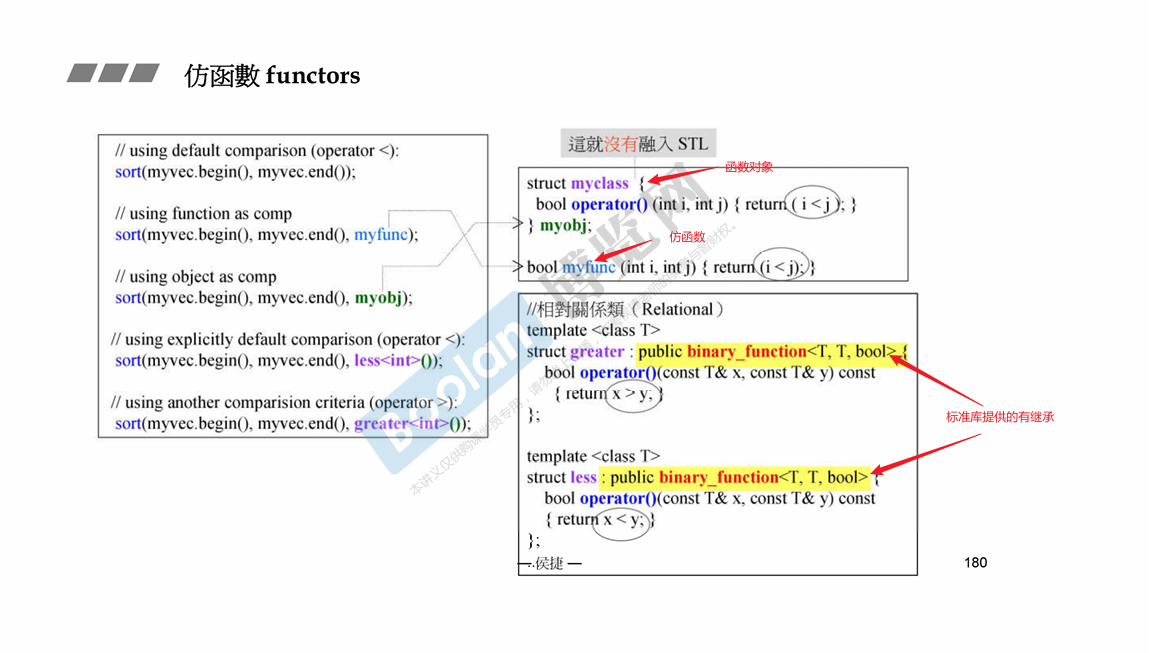 仿函數 functors
// using default comparison (operator <):
sort(myvec.begin(), myvec.end());
// using function as comp
sort(myvec.begin(), myvec.end(), myfunc);
// using object as comp
sort(myvec.begin(), myvec.end(), myobj);
// using explicitly default comparison (operator <):
sort(myvec.begin(), myvec.end(), less<int>());
// using another comparision criteria (operator >):
sort(myvec.begin(), myvec.end(), greater<int>());
這就沒有融入 STL
函数对象
struct myclass {
bool operator() (int i, int j) { return ( i < j ); }
} myobj;
仿函数
bool myfunc (int i, int j) { return (i < j); }
//相對關係類（Relational）
template <class T>
struct greater : public binary_function<T, T, bool> {
bool operator()(const T& x, const T& y) const
{ return x > y; }
};
标准库提供的有继承
template <class T>
struct less : public binary_function<T, T, bool> {
bool operator()(const T& x, const T& y) const
{ return x < y; }
};
...侯捷 —
180
Boolan
博览网